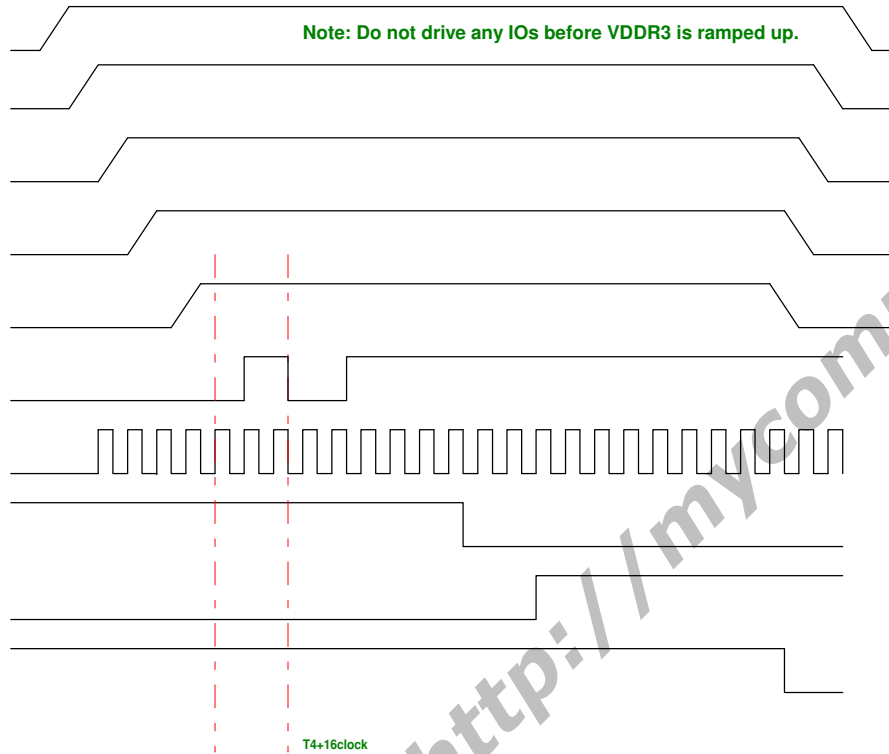 Note: Do not drive any IOs before VDDR3 is ramped up.
http://mycom
T4+16clock